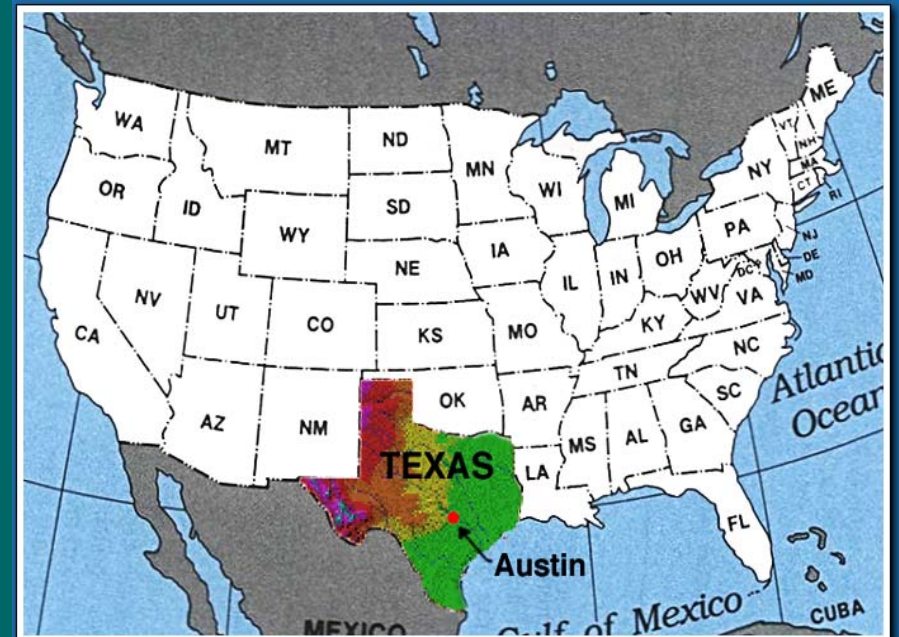 WA
MT
ND
MN
ME
VT
NH
MA
CT
RI
NY
OR
ID
SD
WI
MI
WY
PA
NJ
DE
MD
DC
IA
NE
OH
IL
IN
WV
VA
NV
UT
CO
KS
MO
KY
CA
NC
TN
Atlantic
Ocean
AZ
NM
OK
AR
SC
MS
AL
GA
TEXAS
LA
FL
Austin
Gulf of Mexico
CUBA
MEXICO